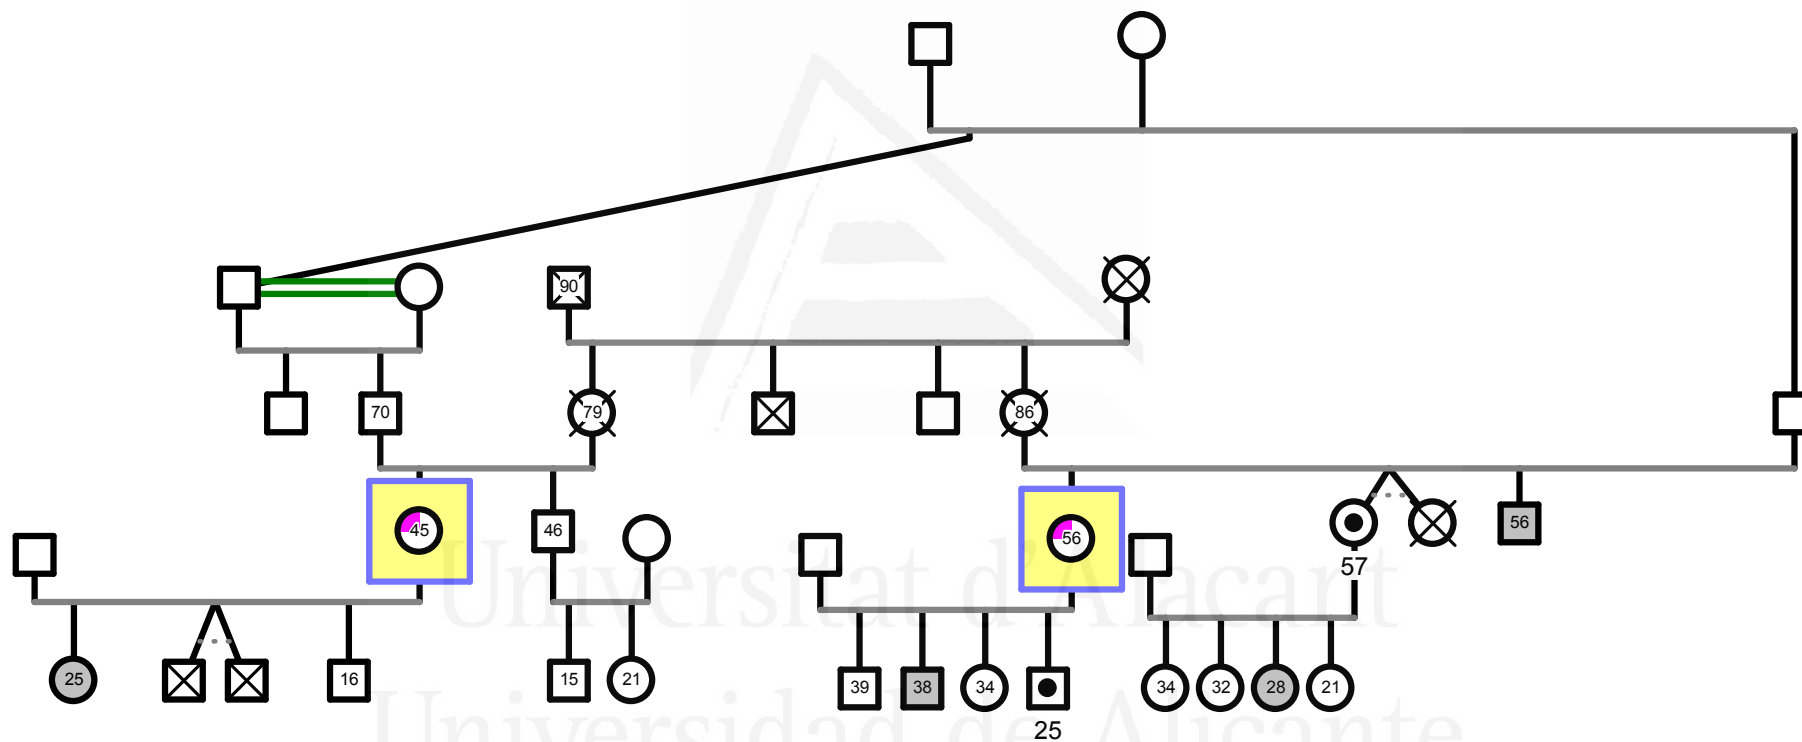 90
70 79 86
45 46 56 56
57
25 16 15 21 39 38 34 34 32 28 21
25
Universitat d'Alacant
Universidad de Alicante